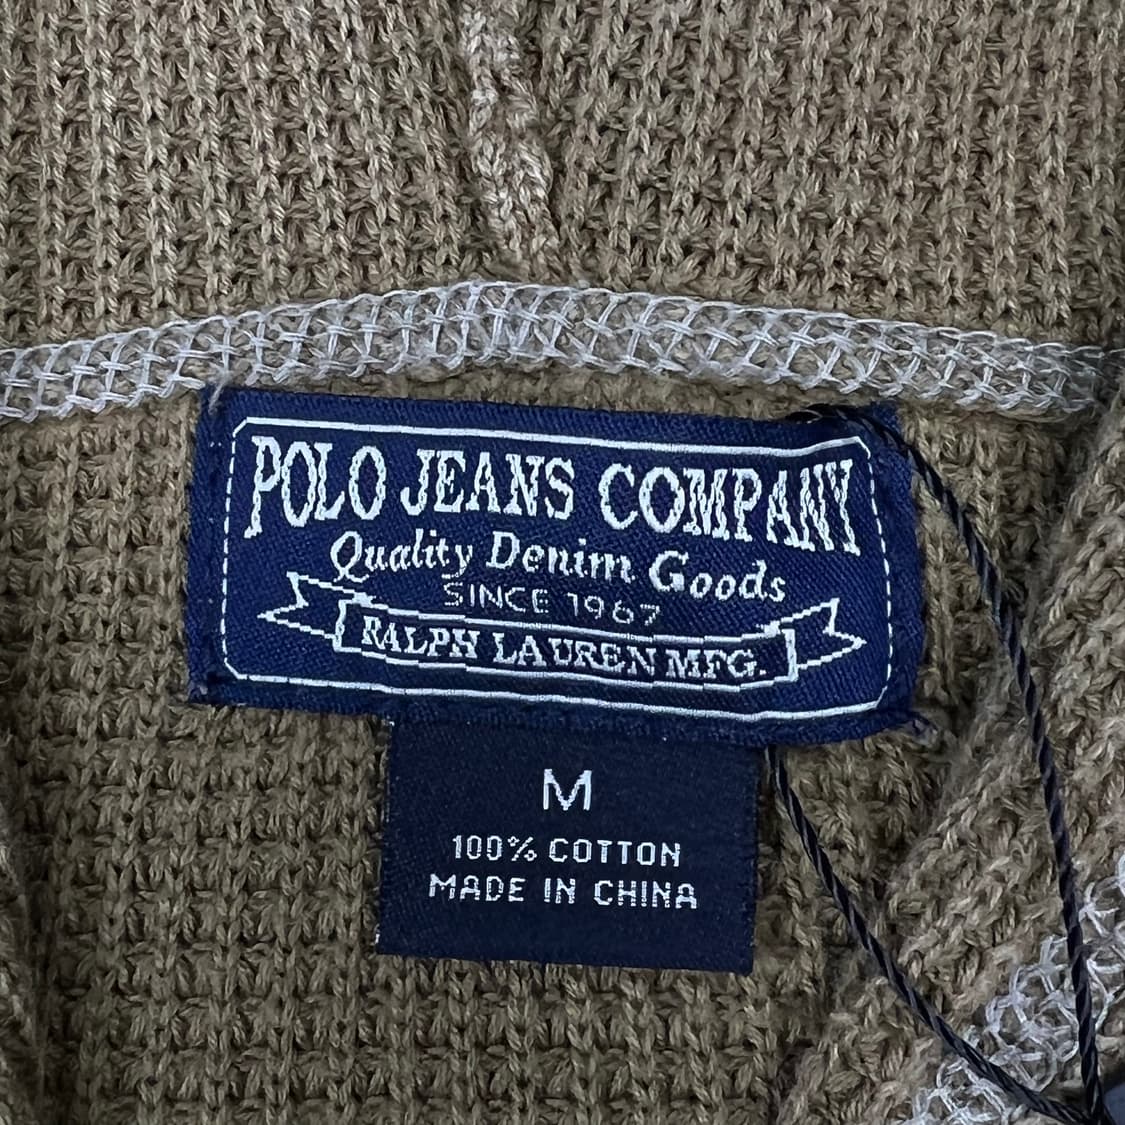 POLO JEANS COMPANY
Quality Denim Goods
SINCE 1967
RALPH LAUREN MFG.
M
100% COTTON
MADE IN CHINA